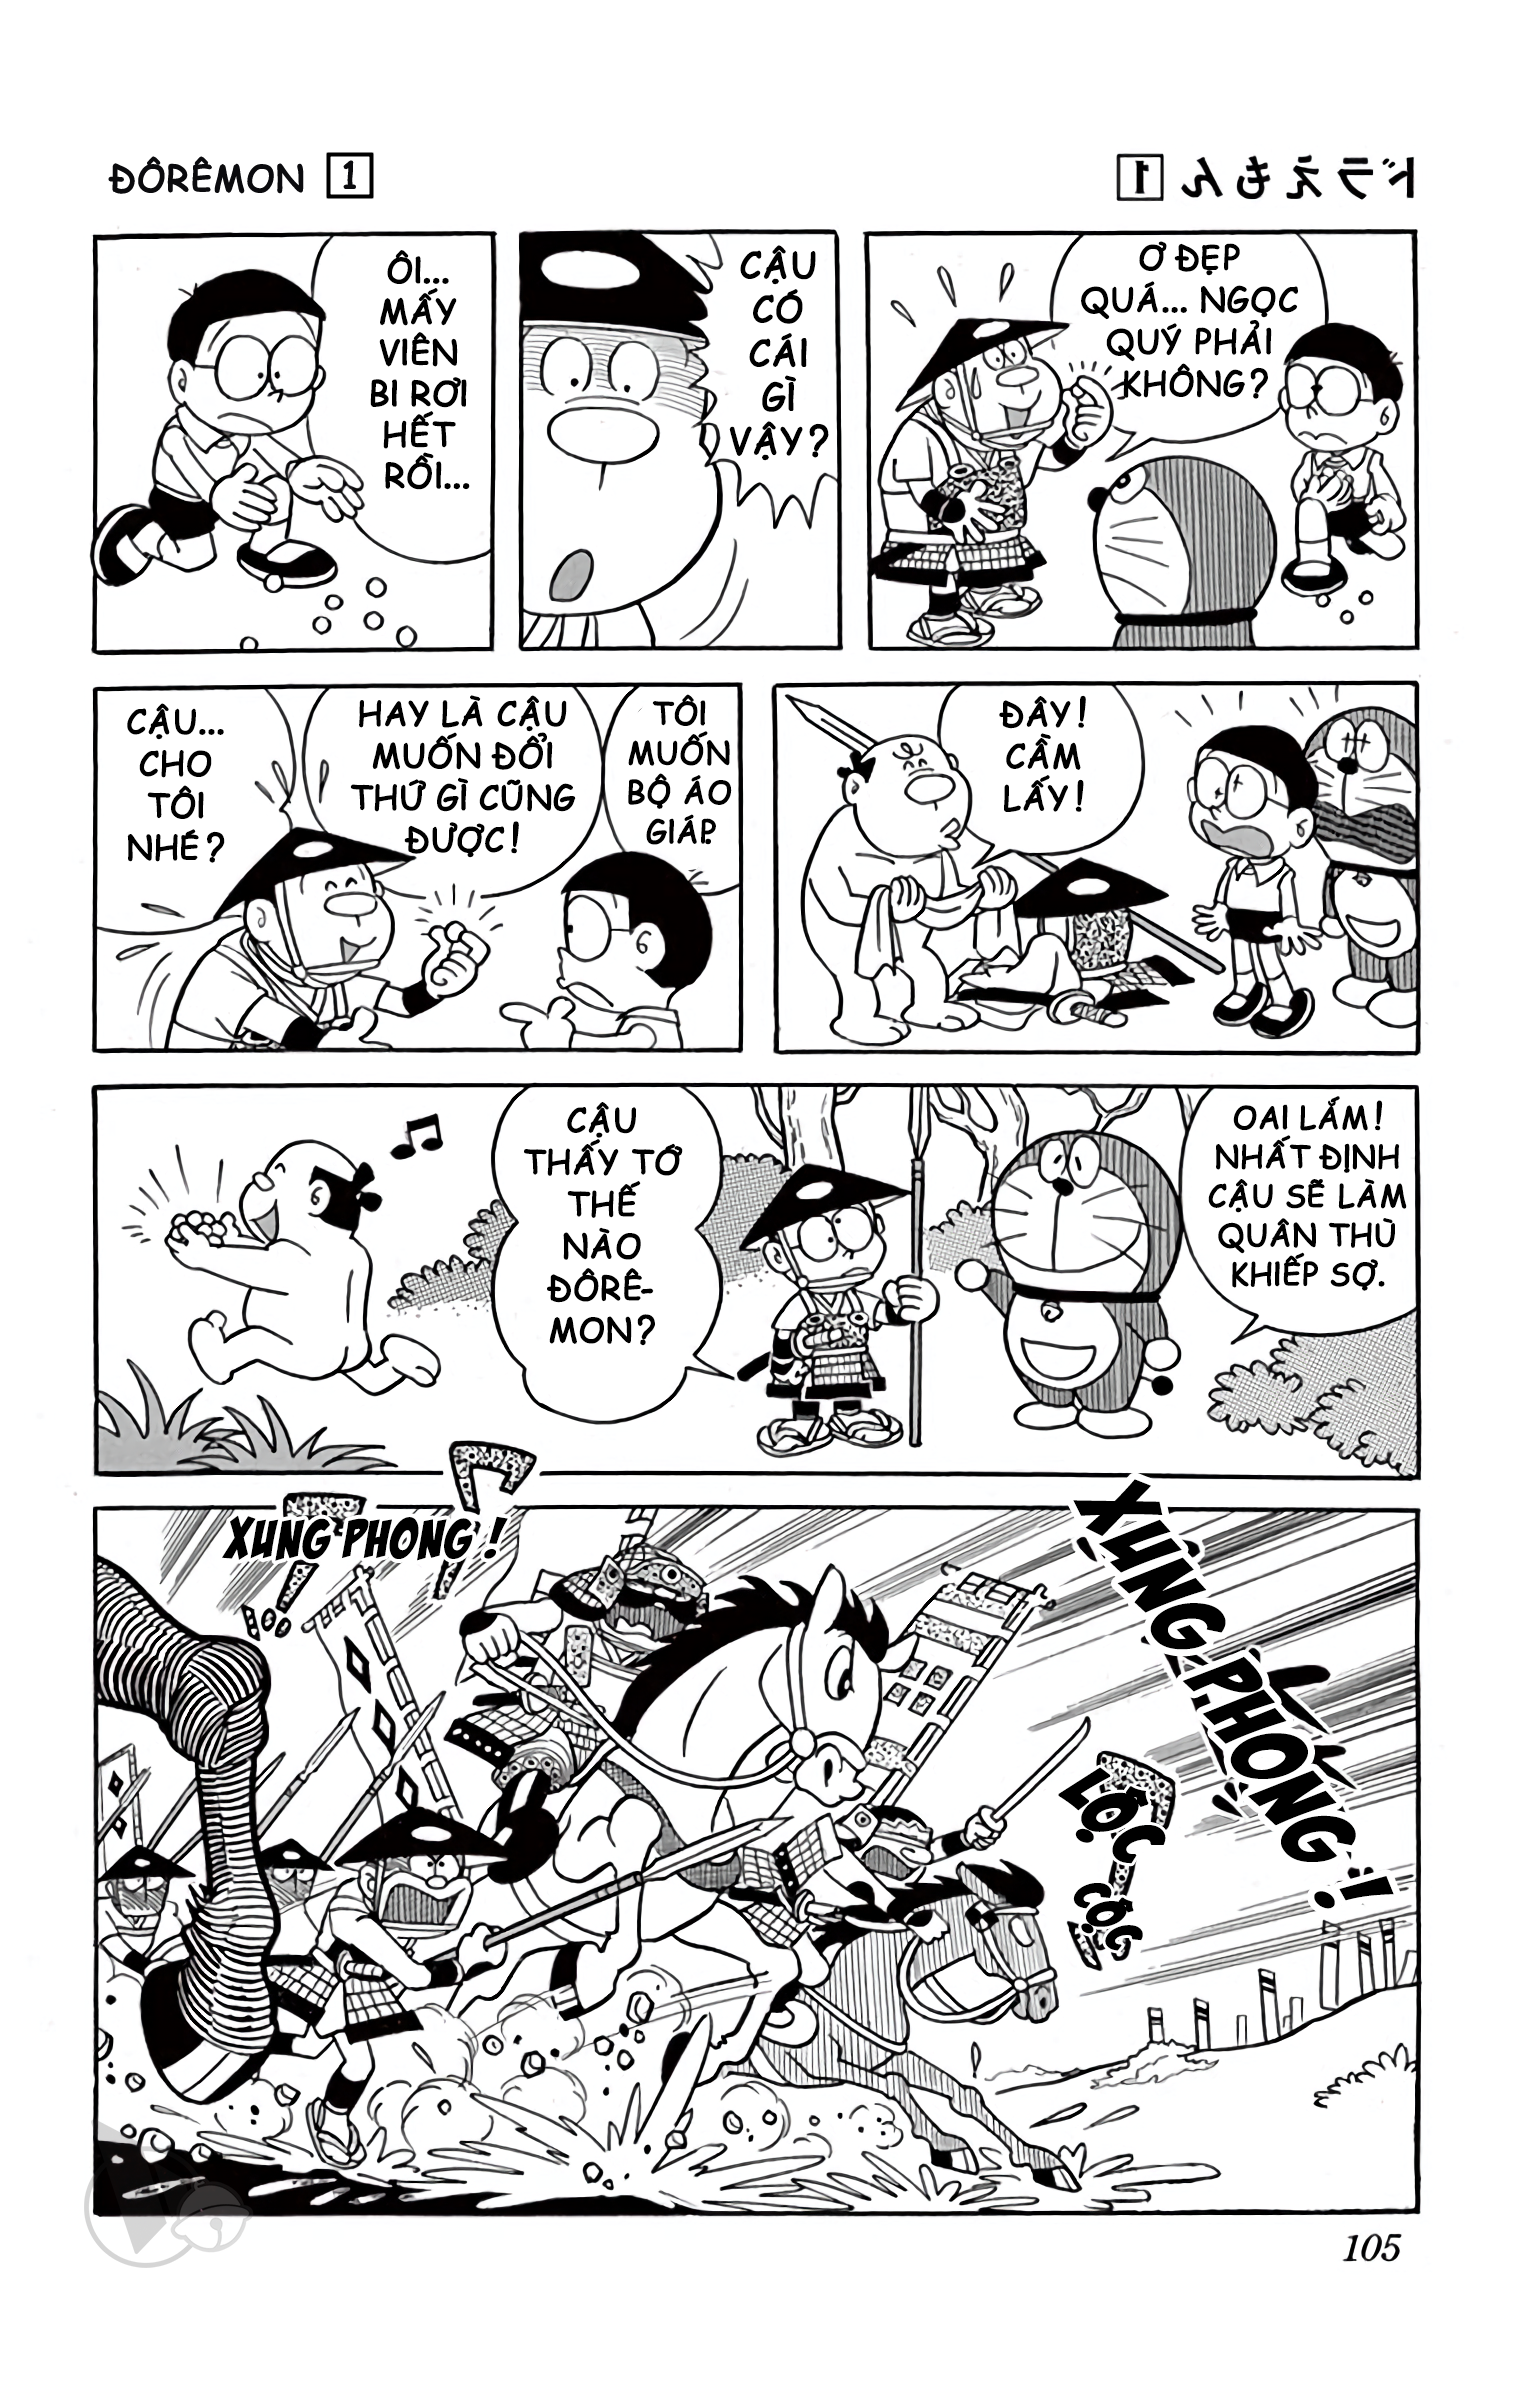 ĐÔRÊMON 1
ドラえもん 1
ÔI...
MẤY
VIÊN
BI RƠI
HẾT
RỒI...
CẬU
CÓ
CÁI
GÌ
VẬY?
Ơ ĐẸP
QUÁ... NGỌC
QUÝ PHẢI
KHÔNG?
CẬU...
CHO
TÔI
NHÉ?
HAY LÀ CẬU
MUỐN ĐỔI
THỨ GÌ CŨNG
ĐƯỢC!
TÔI
MUỐN
BỘ ÁO
GIÁP.
ĐÂY!
CẦM
LẤY!
CẬU
THẤY TỚ
THẾ
NÀO
ĐÔRÊ-
MON?
OAI LẮM!
NHẤT ĐỊNH
CẬU SẼ LÀM
QUÂN THÙ
KHIẾP SỢ.
XUNG PHONG!
XUNG PHONG!
LỘC
CỘC
105